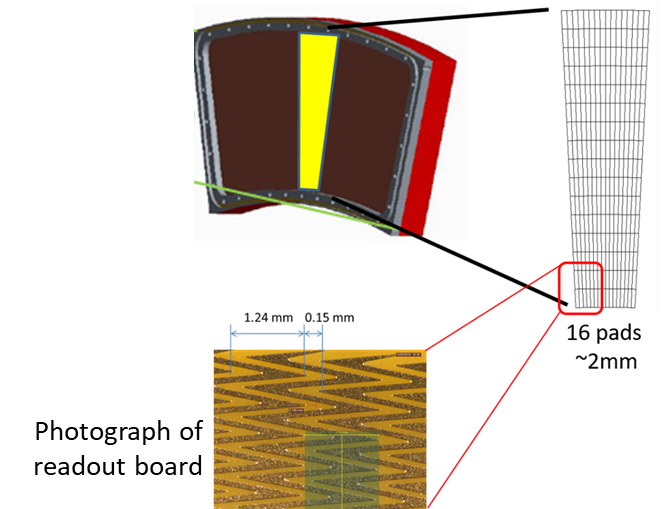 16 pads
~2mm
1.24 mm
0.15 mm
Photograph of
readout board